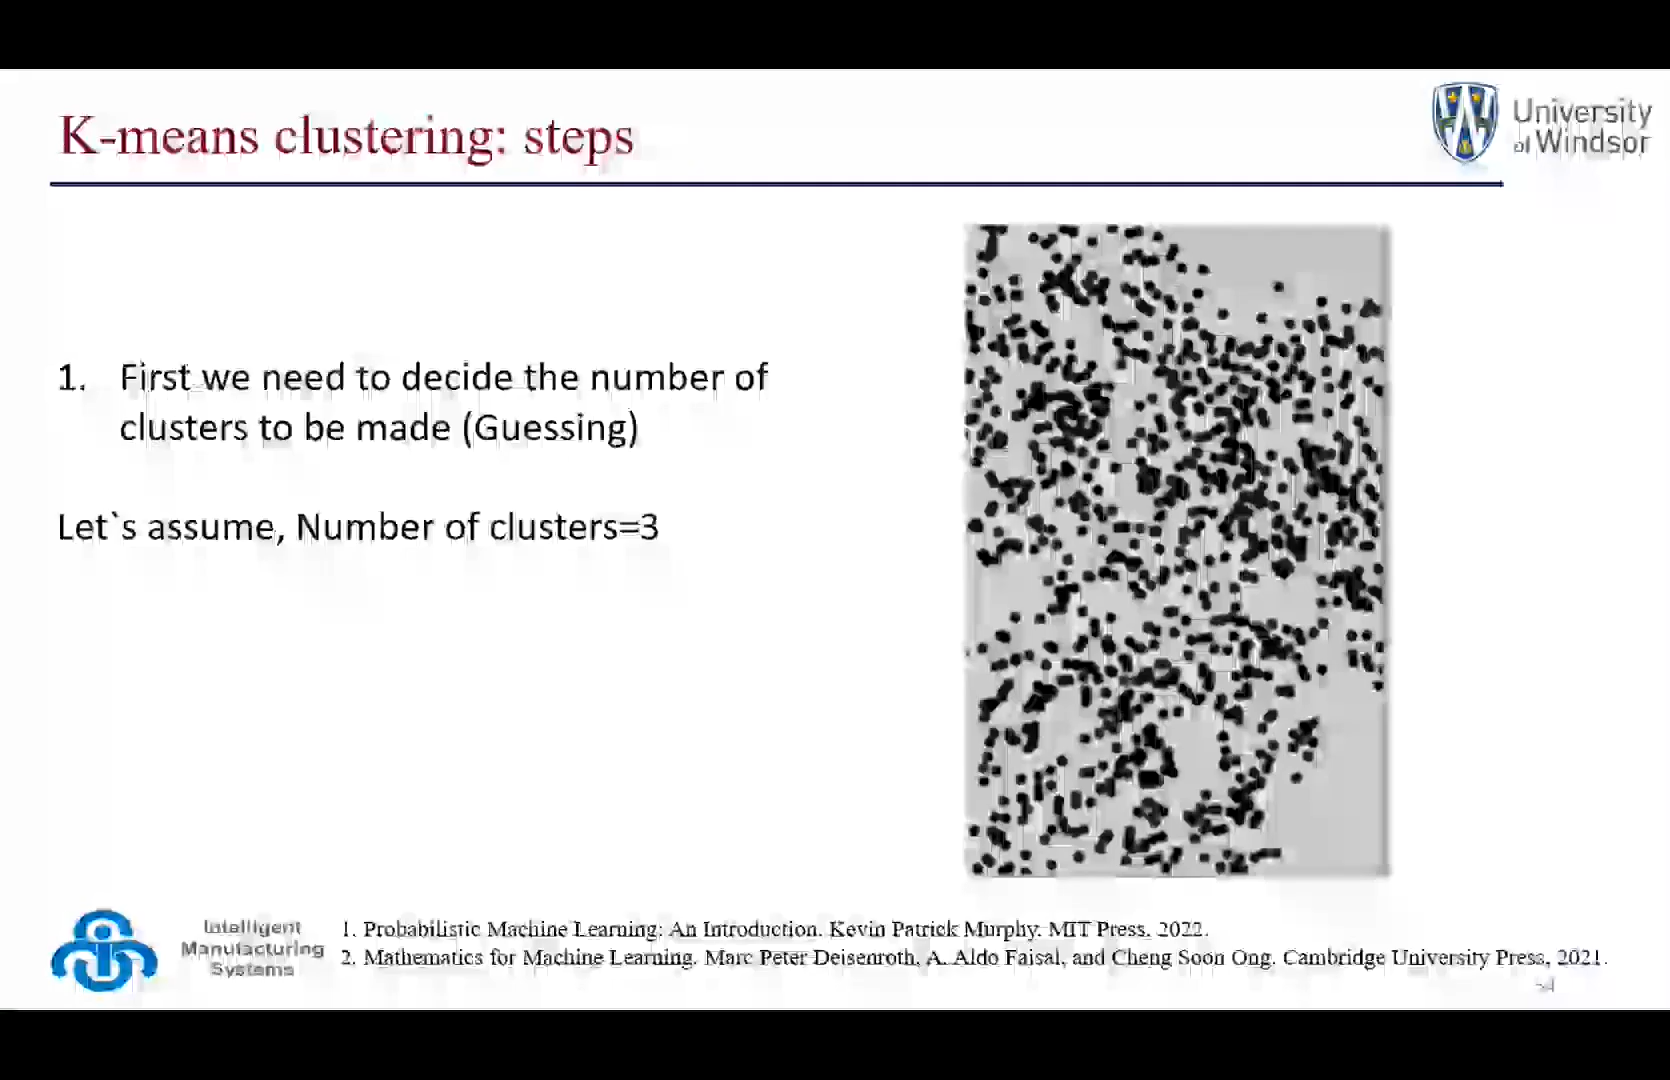 K-means clustering: steps
University
of Windsor
1. First we need to decide the number of
clusters to be made (Guessing)
Let`s assume, Number of clusters=3
Intelligent
Manufacturing
Systems
1. Probabilistic Machine Learning: An Introduction. Kevin Patrick Murphy. MIT Press. 2022.
2. Mathematics for Machine Learning. Marc Peter Deisenroth, A. Aldo Faisal, and Cheng Soon Ong. Cambridge University Press, 2021.